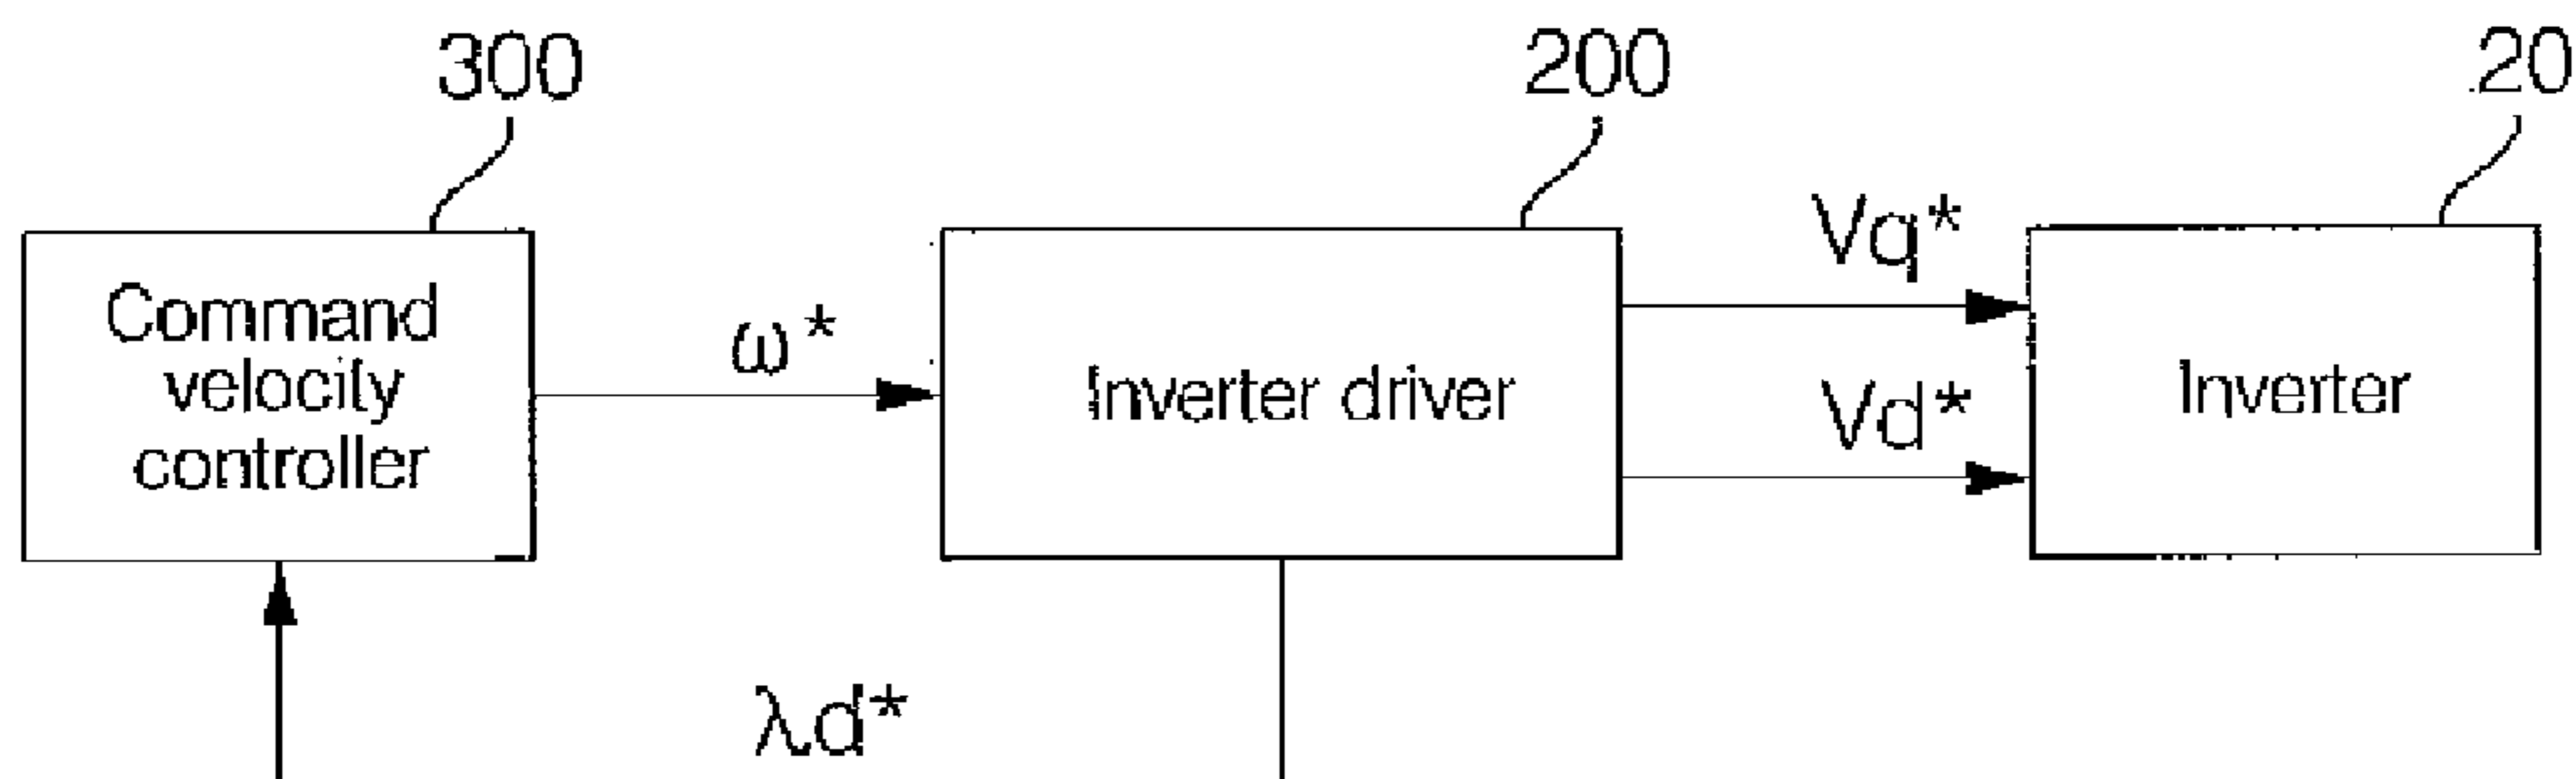 300
200
20
Command
velocity
controller
ω*
Inverter driver
Vq*
Vd*
Inverter
λd*